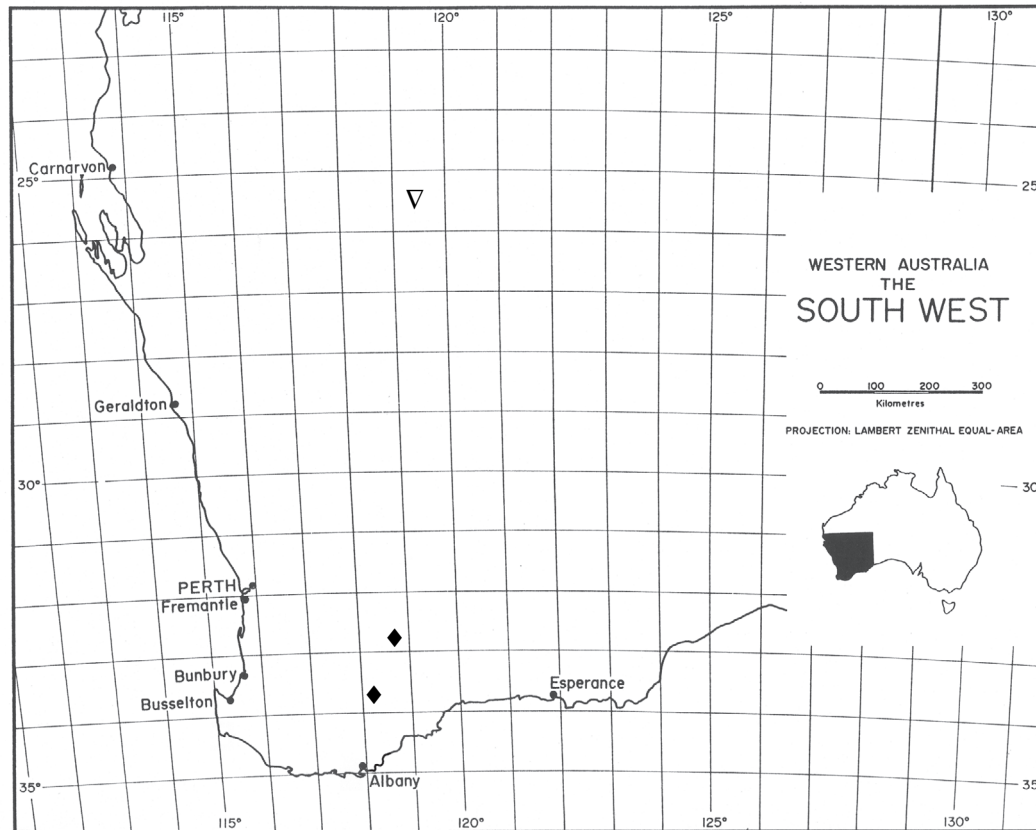 115°
120°
125°
130°
Carnarvon
25°
25
WESTERN AUSTRALIA
THE
SOUTH WEST
0 100 200 300
Kilometres
PROJECTION: LAMBERT ZENITHAL EQUAL-AREA
Geraldton
30°
30
PERTH
Fremantle
Bunbury
Busselton
Esperance
Albany
35°
35
115°
120°
125°
130°